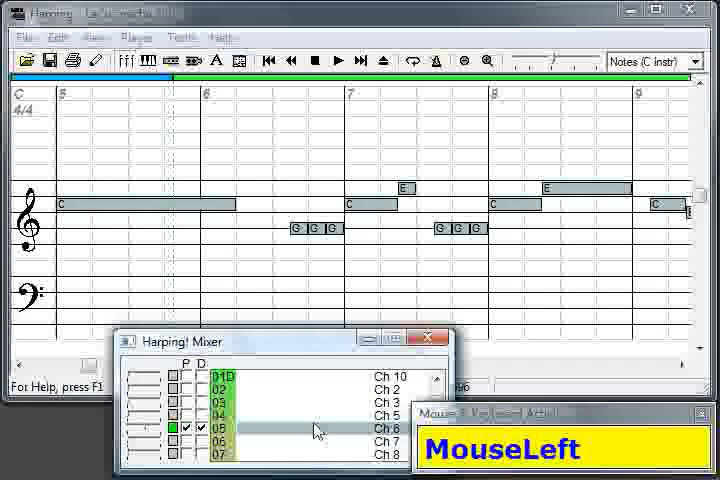 File Edit View Player Tools Help
Notes (C instr)
C 5 6 7 8 9
4/4
E E
C C C C
G G G G G G
Harping! Mixer
For Help, press F1
P D
01D Ch 10
02 Ch 2
03 Ch 3
04 Ch 5
05 Ch 6
06 Ch 7
07 Ch 8
MouseLeft